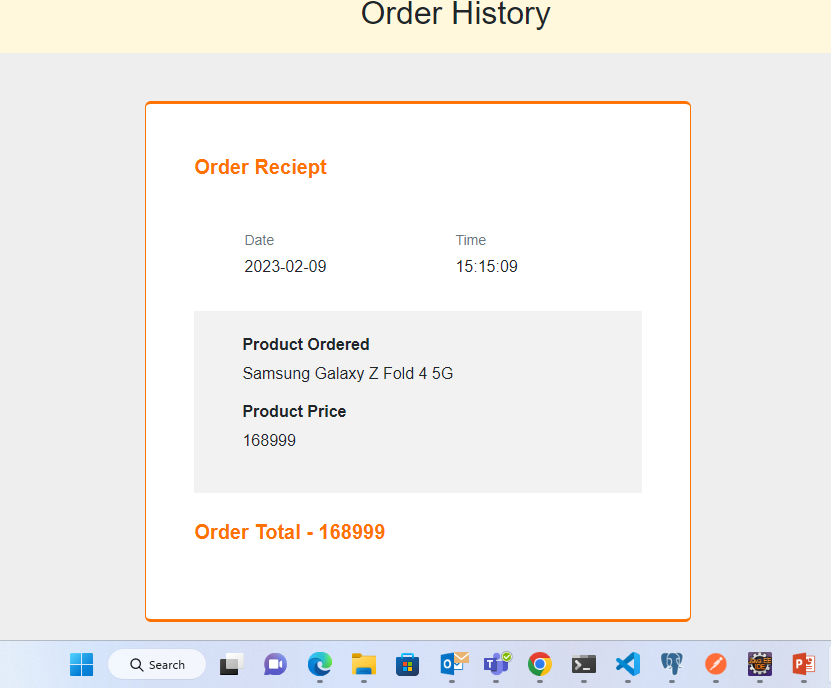 Order History
Order Reciept
Date
Time
2023-02-09
15:15:09
Product Ordered
Samsung Galaxy Z Fold 4 5G
Product Price
168999
Order Total - 168999
Search